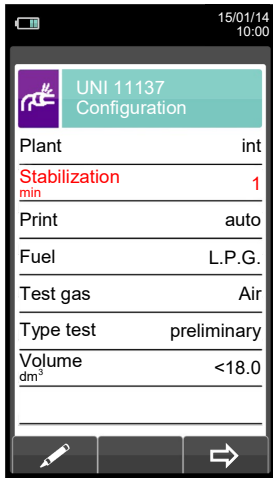 15/01/14
10:00
UNI 11137
Configuration
Plant int
Stabilization 1
min
Print auto
Fuel L.P.G.
Test gas Air
Type test preliminary
Volume <18.0
dm³